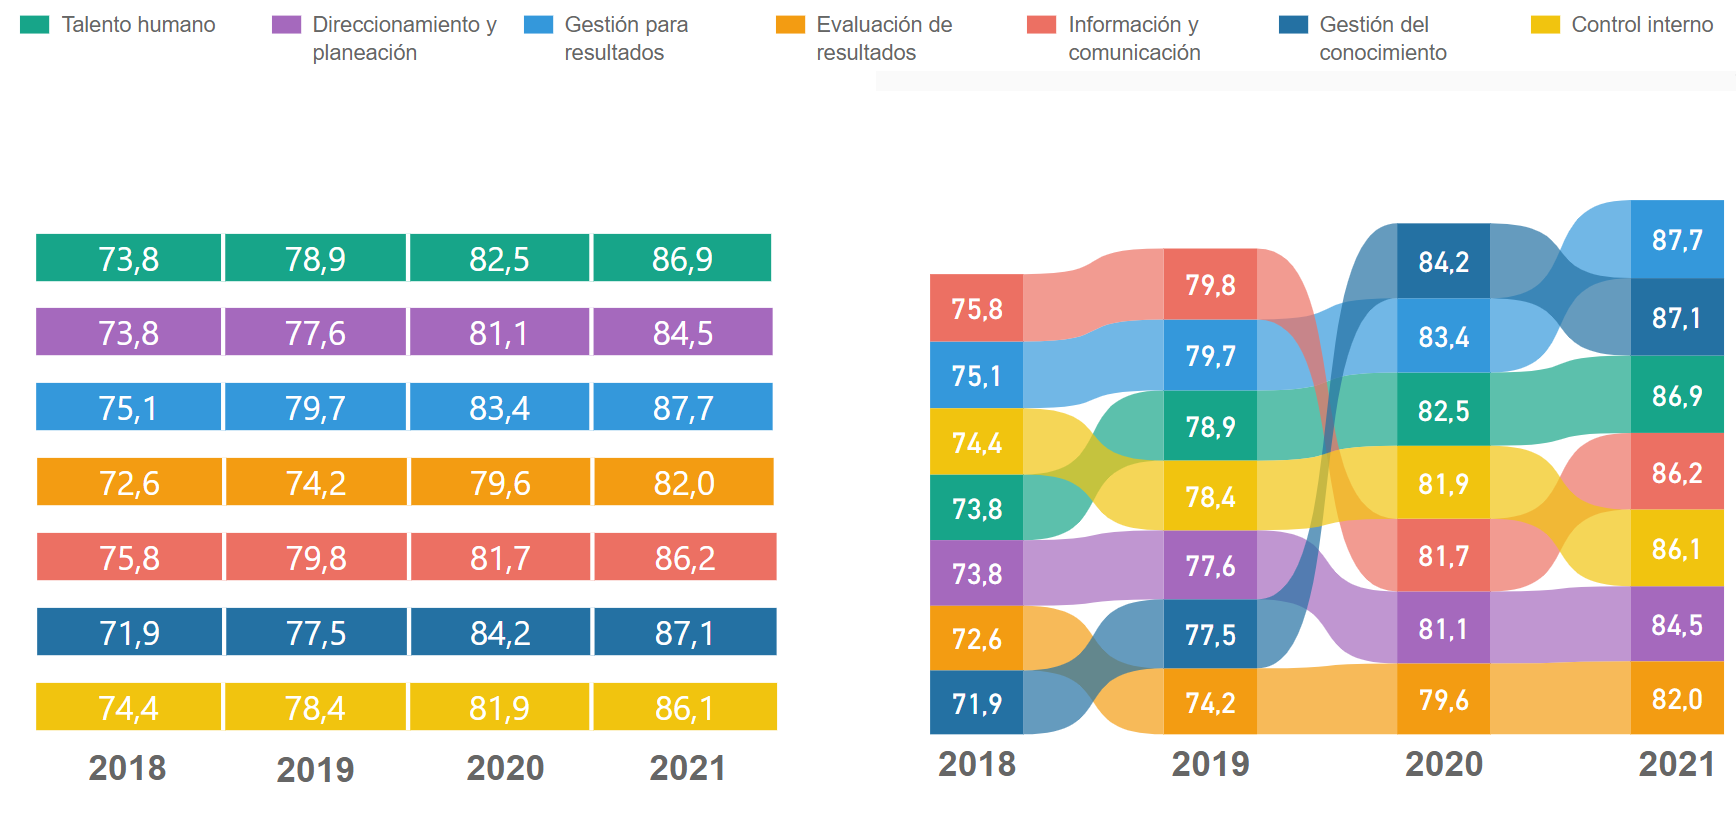 Talento humano
Direccionamiento y
planeación
Gestión para
resultados
Evaluación de
resultados
Información y
comunicación
Gestión del
conocimiento
Control interno
73,8 78,9 82,5 86,9
73,8 77,6 81,1 84,5
75,1 79,7 83,4 87,7
72,6 74,2 79,6 82,0
75,8 79,8 81,7 86,2
71,9 77,5 84,2 87,1
74,4 78,4 81,9 86,1
2018 2019 2020 2021
75,8
75,1
74,4
73,8
73,8
72,6
71,9
79,8
79,7
78,9
78,4
77,6
77,5
74,2
84,2
83,4
82,5
81,9
81,7
81,1
79,6
87,7
87,1
86,9
86,2
86,1
84,5
82,0
2018 2019 2020 2021